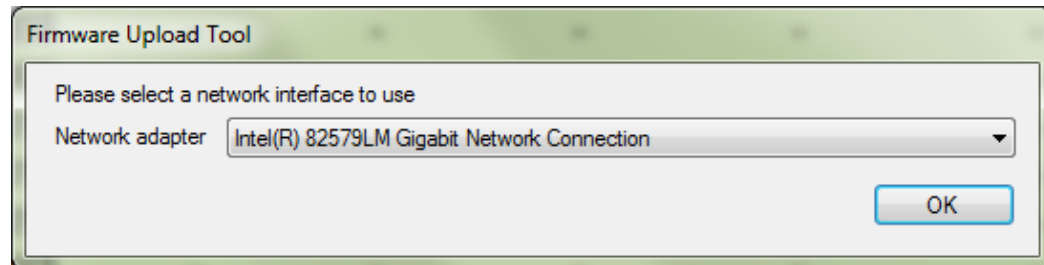 Firmware Upload Tool
Please select a network interface to use
Network adapter Intel(R) 82579LM Gigabit Network Connection
OK